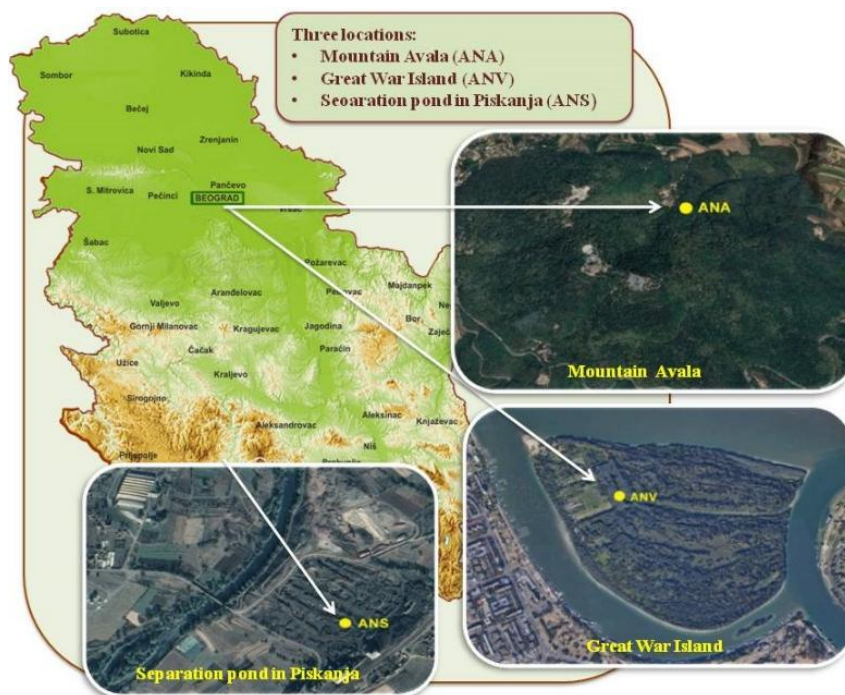 Three locations:
• Mountain Avala (ANA)
• Great War Island (ANV)
• Seoaration pond in Piskanja (ANS)
Subotica
Sombor
Kikinda
Bečej
Zrenjanin
Novi Sad
Pančevo
S. Mitrovica
Pećinci
BEOGRAD
Šabac
Požarevac
Majdanpek
Aranđelovac
Valjevo
Bor
Gornji Milanovac
Kragujevac
Jagodina
Čačak
Paraćin
Užice
Kraljevo
Sirogojno
Aleksinac
Aleksandrovac
Knjaževac
Niš
Prijepolje
ANA
Mountain Avala
ANV
Great War Island
ANS
Separation pond in Piskanja